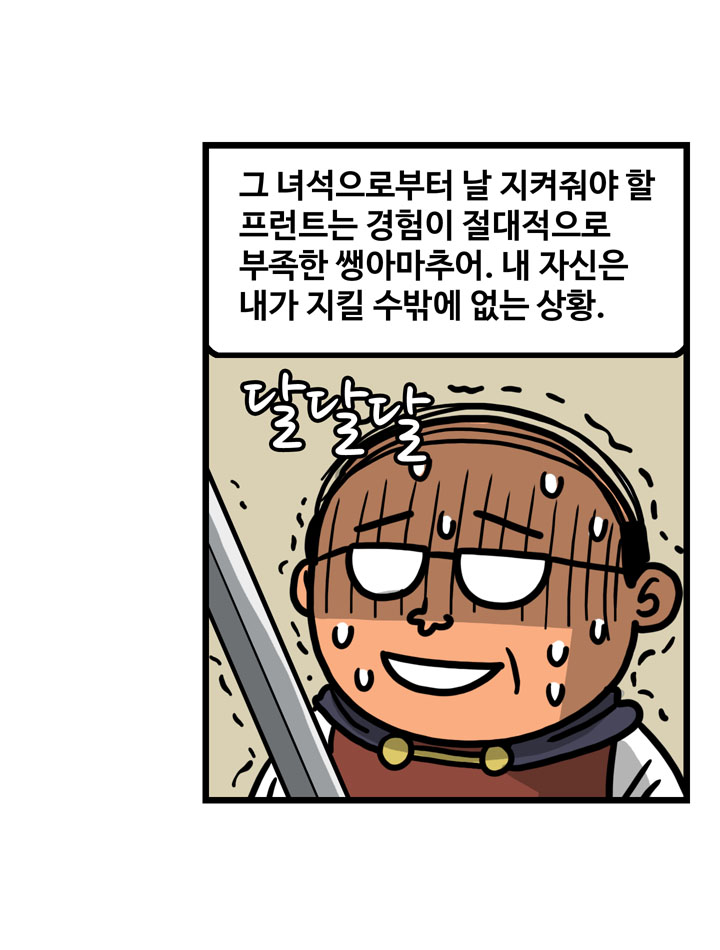 그 녀석으로부터 날 지켜줘야 할
프런트는 경험이 절대적으로
부족한 쌩아마추어. 내 자신은
내가 지킬 수밖에 없는 상황.
달달달